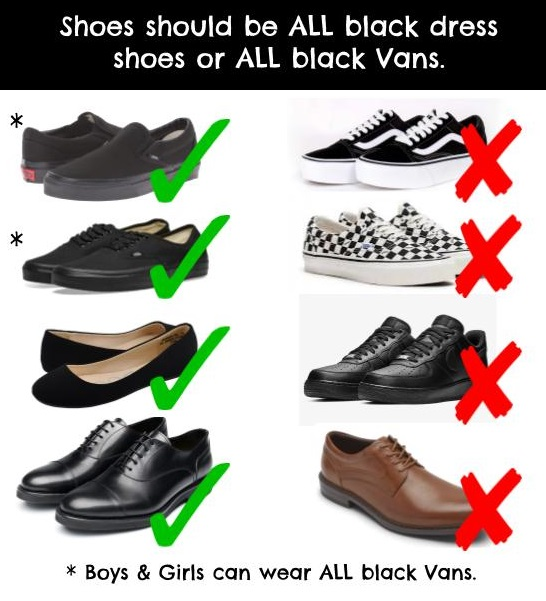 Shoes should be ALL black dress
shoes or ALL black Vans.
*
*
* Boys & Girls can wear ALL black Vans.